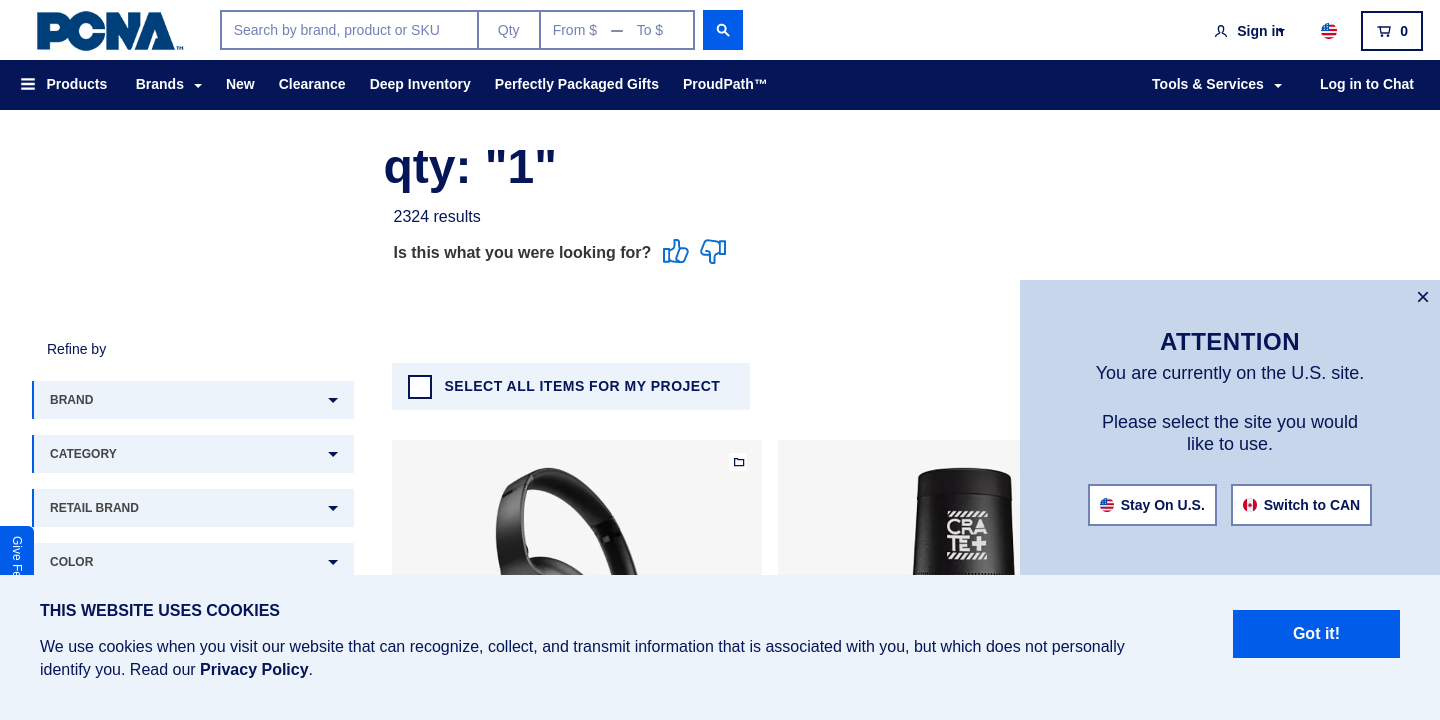 PCNA™
Search by brand, product or SKU
Qty
From $
To $
Sign in
0
Products
Brands
New
Clearance
Deep Inventory
Perfectly Packaged Gifts
ProudPath™
Tools & Services
Log in to Chat
qty: "1"
2324 results
Is this what you were looking for?
Refine by
BRAND
CATEGORY
RETAIL BRAND
COLOR
SELECT ALL ITEMS FOR MY PROJECT
CRATE+
ATTENTION
You are currently on the U.S. site.
Please select the site you would
like to use.
Stay On U.S.
Switch to CAN
Give Fe
THIS WEBSITE USES COOKIES
We use cookies when you visit our website that can recognize, collect, and transmit information that is associated with you, but which does not personally
identify you. Read our Privacy Policy.
Got it!